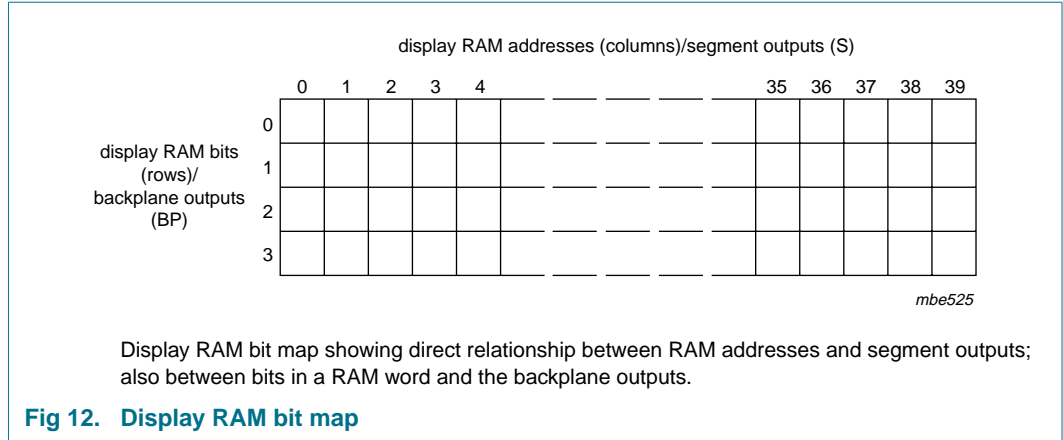 display RAM addresses (columns)/segment outputs (S)
0 1 2 3 4 35 36 37 38 39
0
display RAM bits
1
(rows)/
backplane outputs
2
(BP)
3
mbe525
Display RAM bit map showing direct relationship between RAM addresses and segment outputs;
also between bits in a RAM word and the backplane outputs.
Fig 12. Display RAM bit map